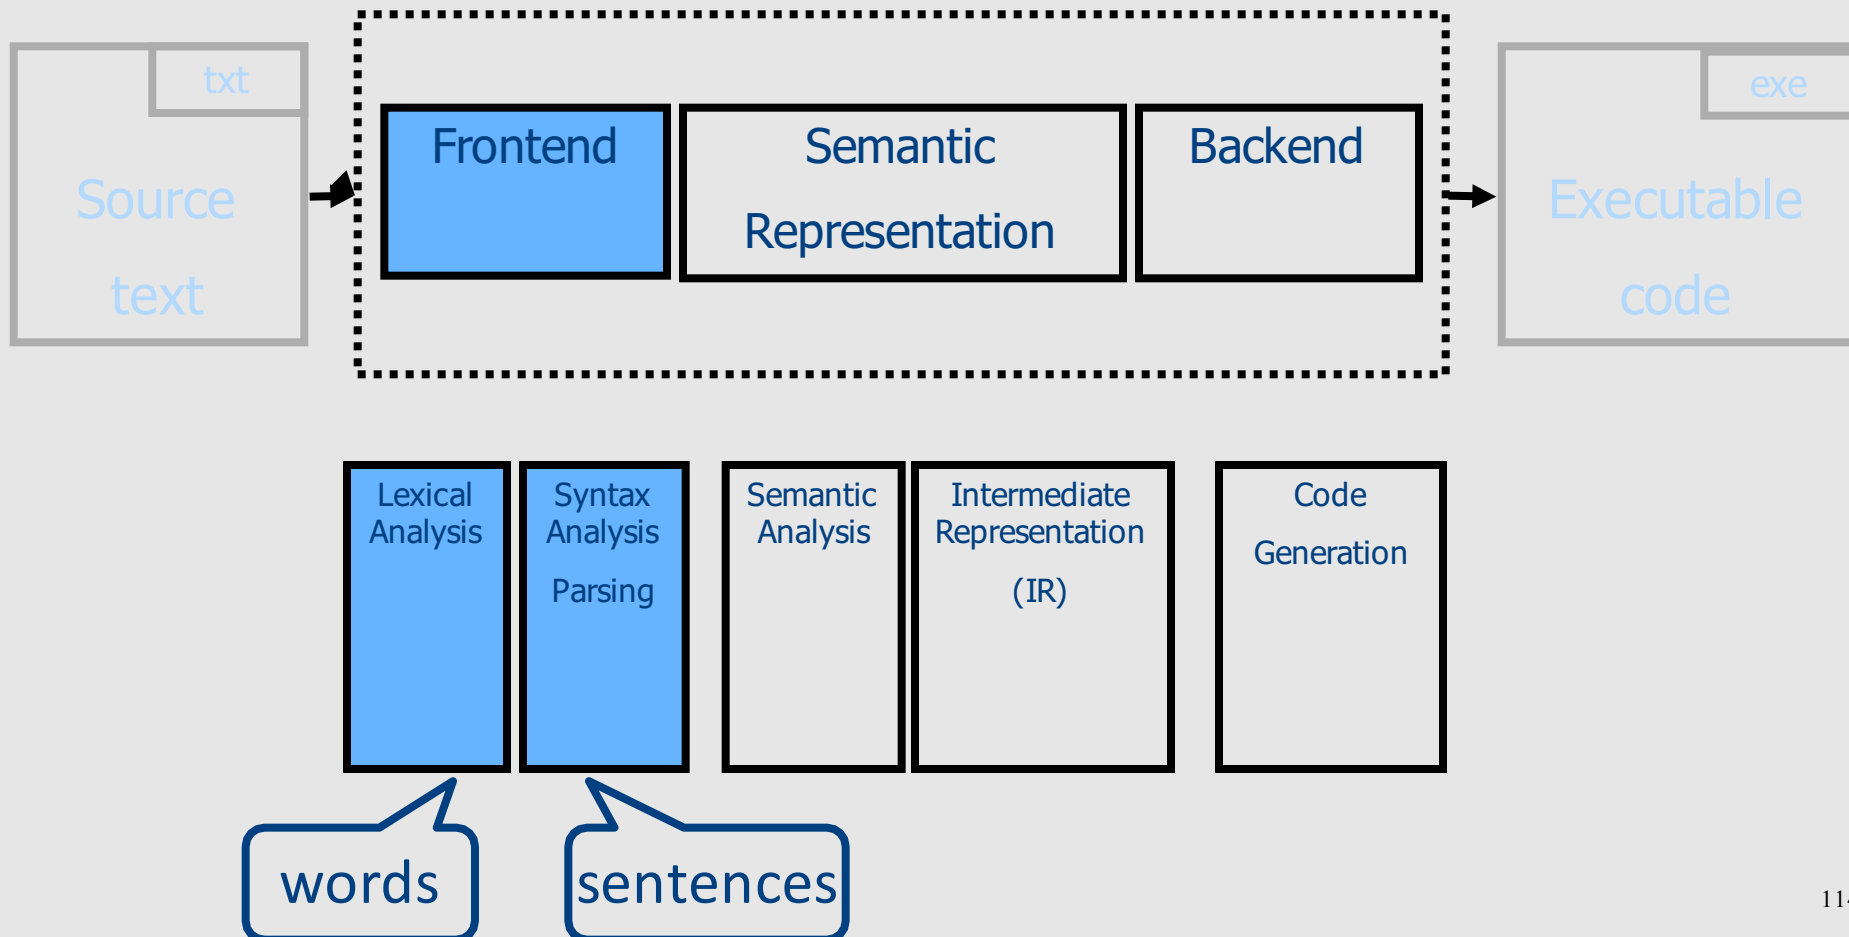 txt
Source
text
Frontend
Semantic
Representation
Backend
exe
Executable
code
Lexical
Analysis
Syntax
Analysis
Parsing
Semantic
Analysis
Intermediate
Representation
(IR)
Code
Generation
words
sentences
114